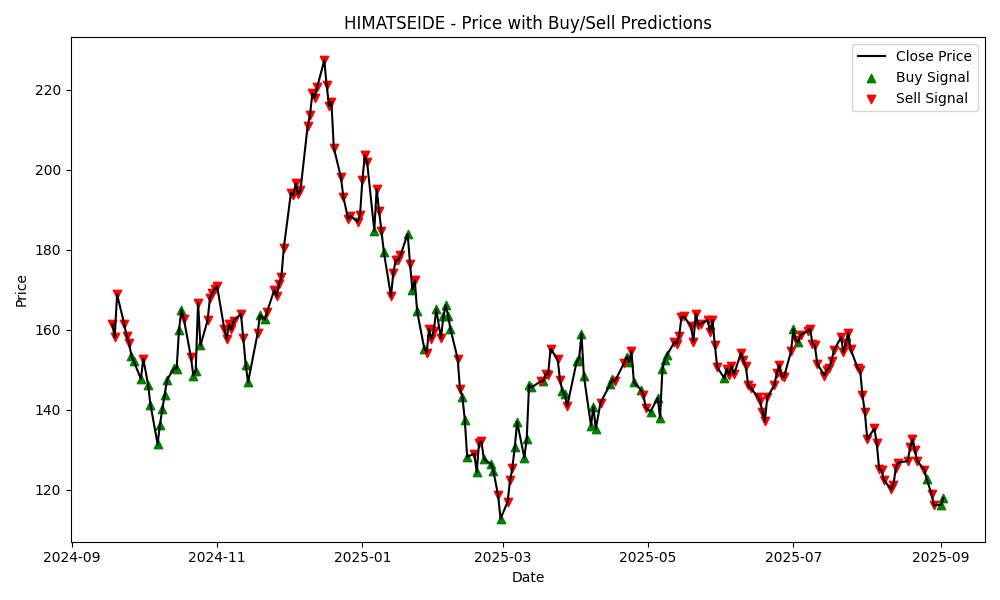 HIMATSEIDE - Price with Buy/Sell Predictions
Close Price
Buy Signal
Sell Signal
Price
220
200
180
160
140
120
2024-09
2024-11
2025-01
2025-03
2025-05
2025-07
2025-09
Date